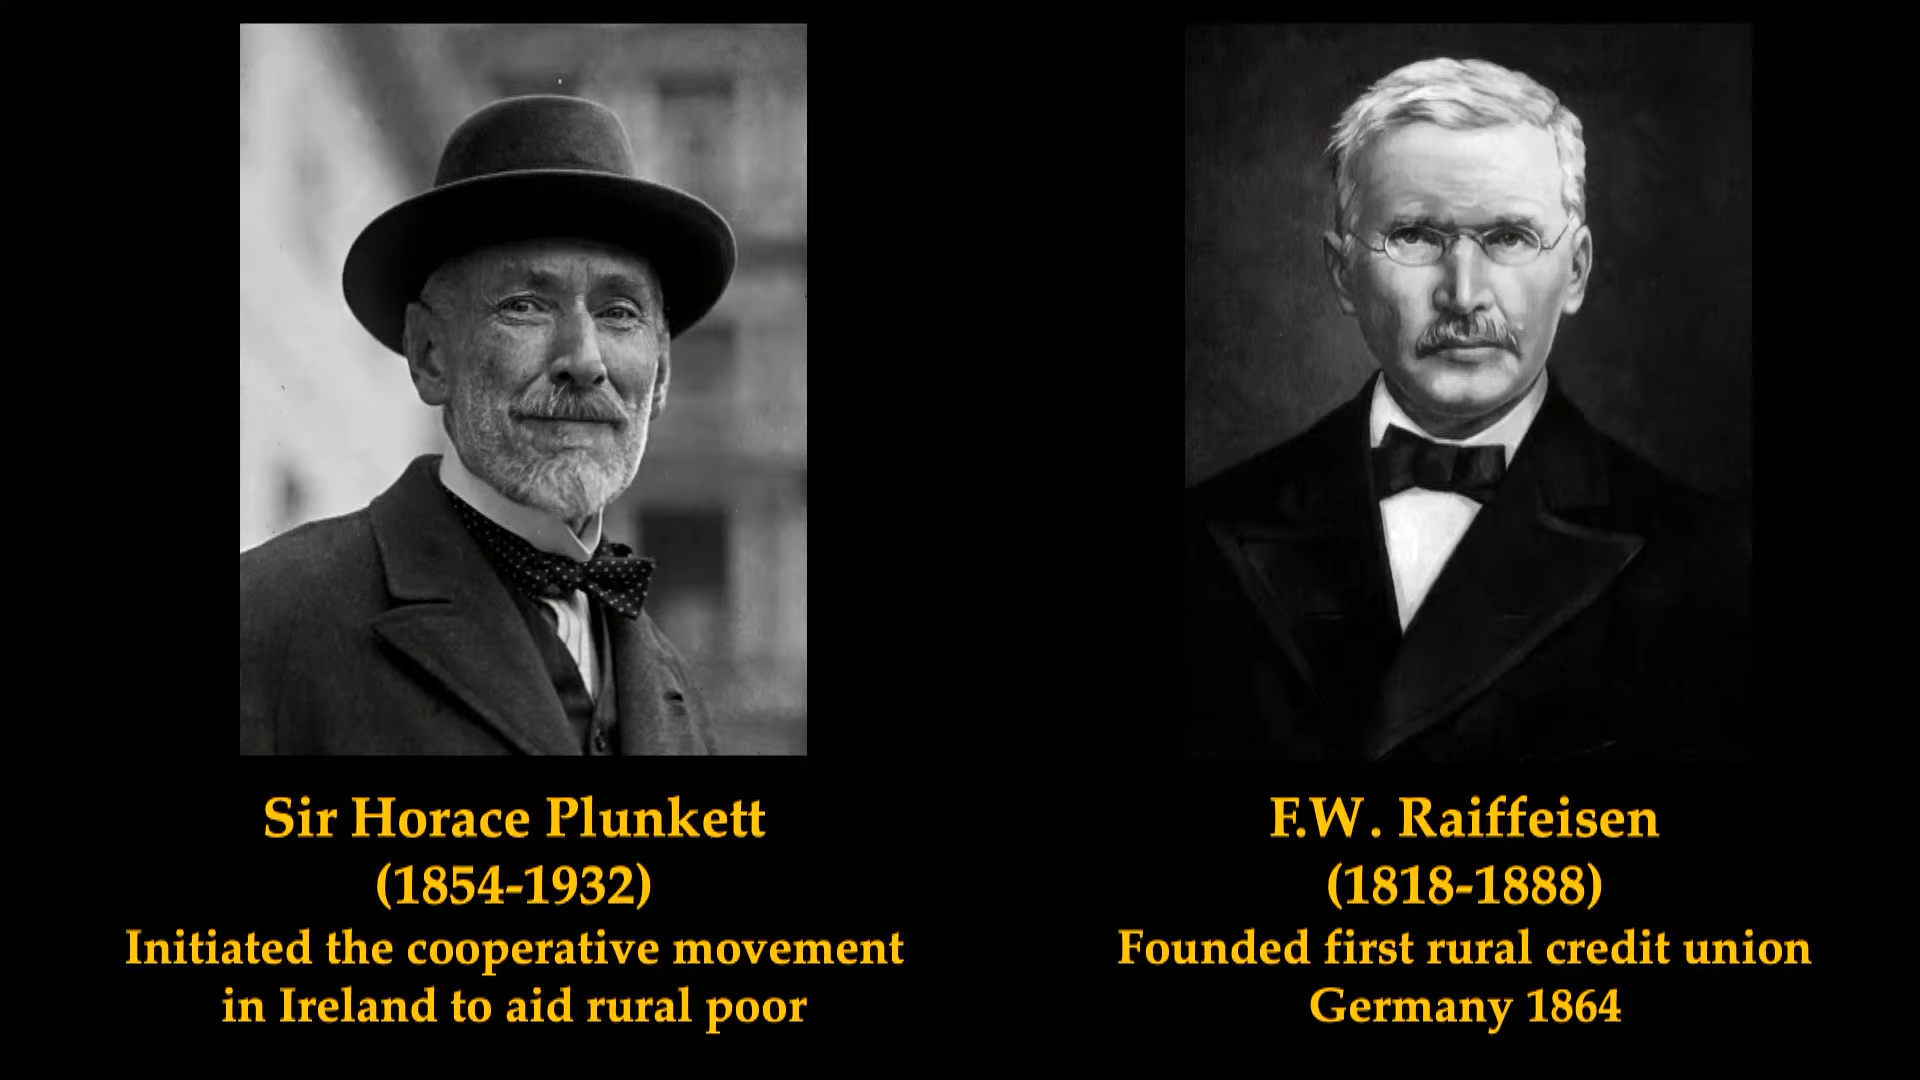 Sir Horace Plunkett
(1854-1932)
Initiated the cooperative movement
in Ireland to aid rural poor
F.W. Raiffeisen
(1818-1888)
Founded first rural credit union
Germany 1864